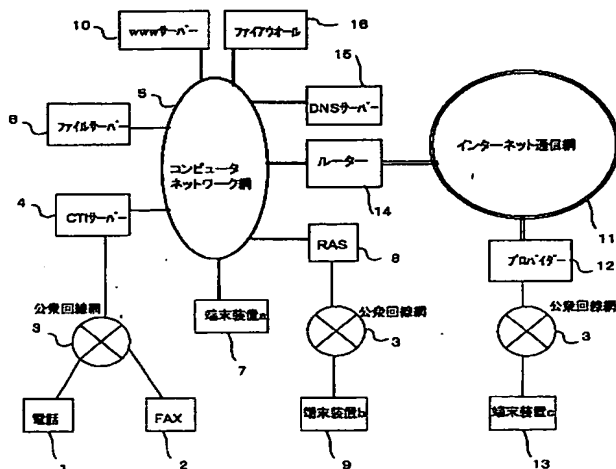 10
wwwサーバー
ファイアウオール
16
5
15
DNSサーバー
6
ファイルサーバー
コンピュータ
ネットワーク網
ルーター
インターネット通信網
4
CTIサーバー
14
11
RAS
8
プロバイダー
12
公衆回線網
3
端末装置a
7
公衆回線網
3
公衆回線網
3
電話
FAX
端末装置b
端末装置c
1
2
9
13